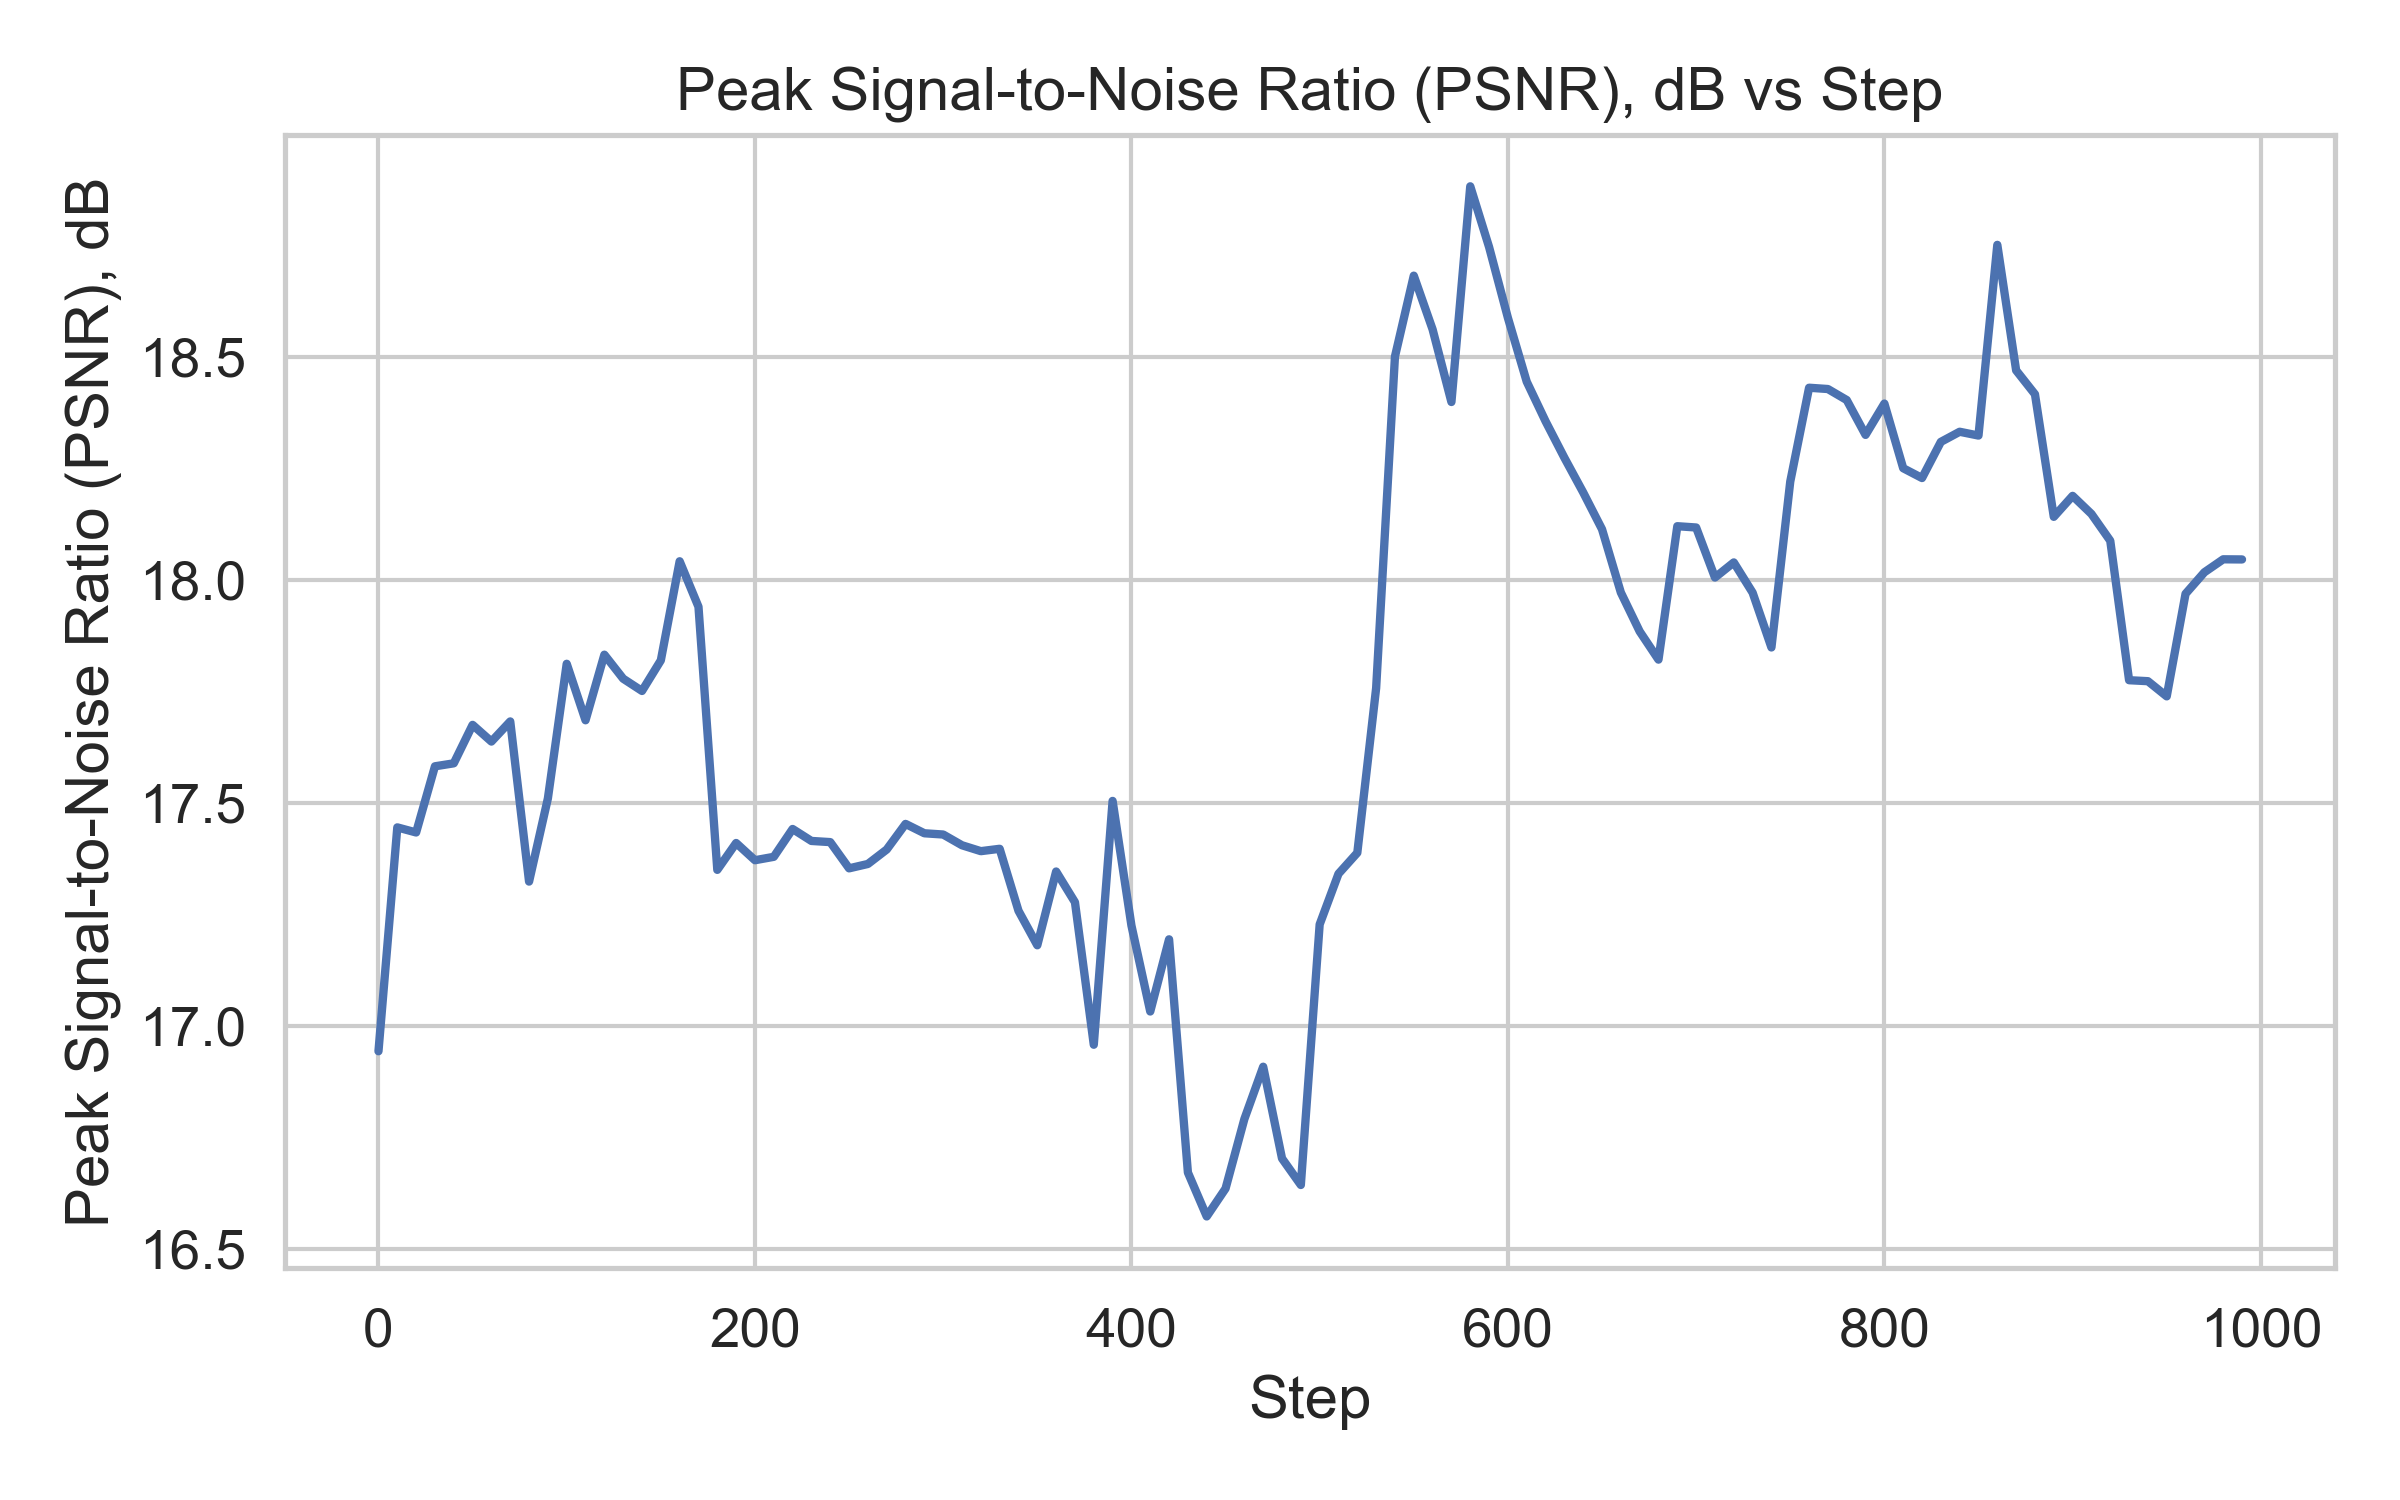 Peak Signal-to-Noise Ratio (PSNR), dB vs Step
Peak Signal-to-Noise Ratio (PSNR), dB
18.5
18.0
17.5
17.0
16.5
0 200 400 600 800 1000
Step